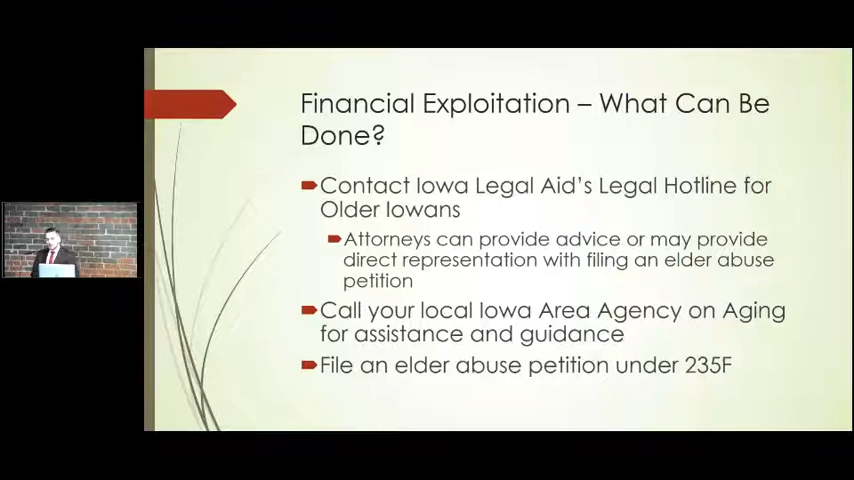 Financial Exploitation – What Can Be
Done?
Contact Iowa Legal Aid's Legal Hotline for
Older Iowans
Attorneys can provide advice or may provide
direct representation with filing an elder abuse
petition
Call your local Iowa Area Agency on Aging
for assistance and guidance
File an elder abuse petition under 235F